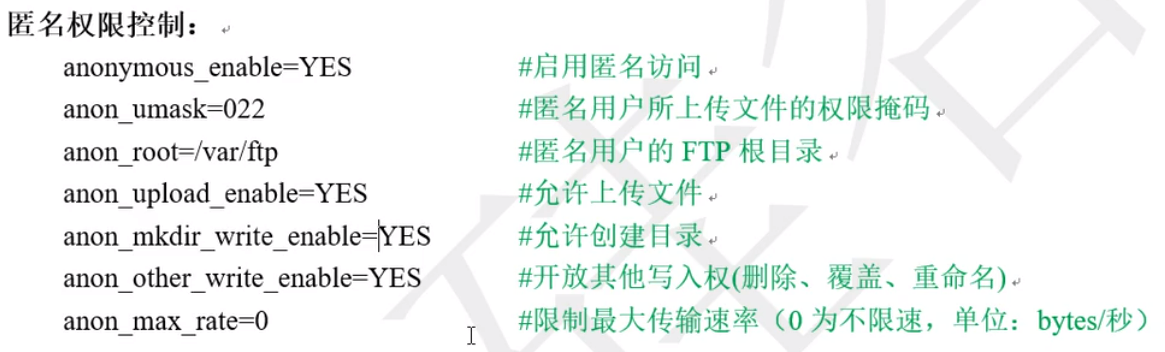 匿名权限控制：
anonymous_enable=YES #启用匿名访问
anon_umask=022 #匿名用户所上传文件的权限掩码
anon_root=/var/ftp #匿名用户的 FTP 根目录
anon_upload_enable=YES #允许上传文件
anon_mkdir_write_enable=YES #允许创建目录
anon_other_write_enable=YES #开放其他写入权(删除、覆盖、重命名)
anon_max_rate=0 #限制最大传输速率（0 为不限速，单位：bytes/秒）